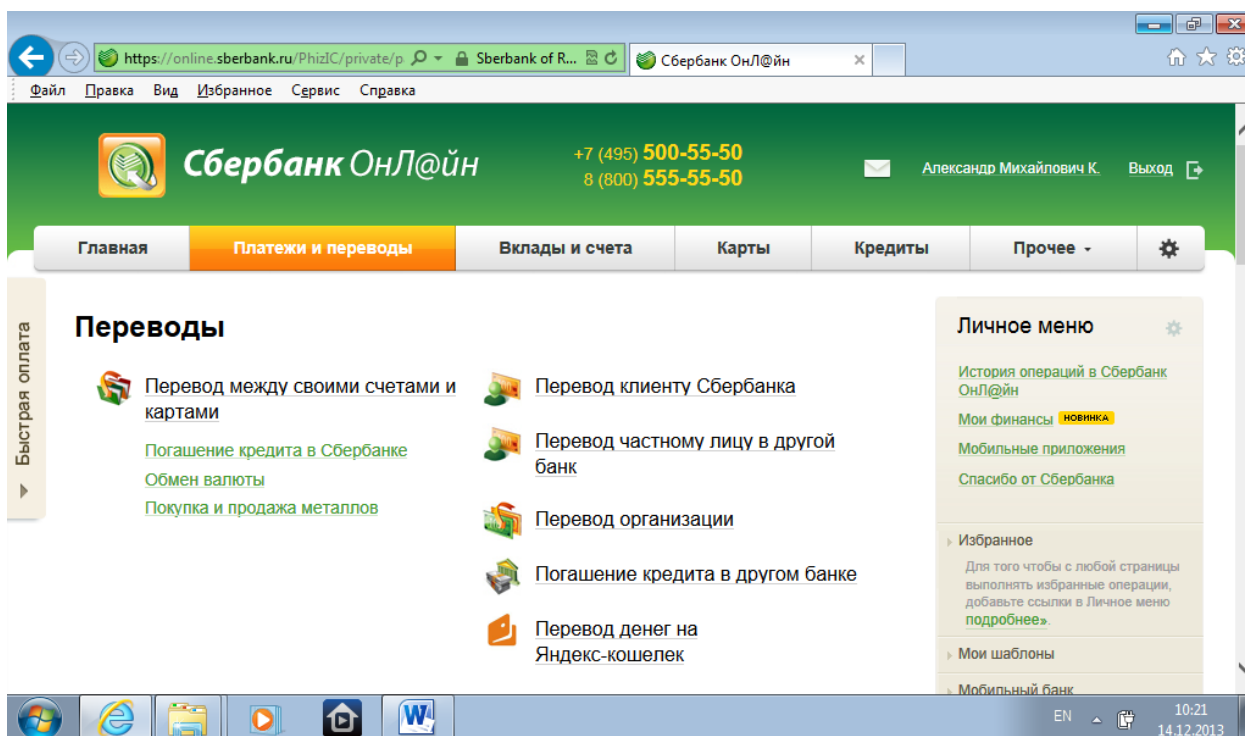 https://online.sberbank.ru/PhizIC/private/p
Sberbank of R...
Сбербанк ОнЛ@йн
Файл Правка Вид Избранное Сервис Справка
Сбербанк ОнЛ@йн
+7 (495) 500-55-50
8 (800) 555-55-50
Александр Михайлович К.
Выход
Главная
Платежи и переводы
Вклады и счета
Карты
Кредиты
Прочее
Быстрая оплата
Переводы
Перевод между своими счетами и
картами
Погашение кредита в Сбербанке
Обмен валюты
Покупка и продажа металлов
Перевод клиенту Сбербанка
Перевод частному лицу в другой
банк
Перевод организации
Погашение кредита в другом банке
Перевод денег на
Яндекс-кошелек
Личное меню
История операций в Сбербанк
ОнЛ@йн
Мои финансы НОВИНКА
Мобильные приложения
Спасибо от Сбербанка
Избранное
Для того чтобы с любой страницы
выполнять избранные операции,
добавьте ссылки в Личное меню
подробнее».
Мои шаблоны
Мобильный банк
EN
10:21
14.12.2013